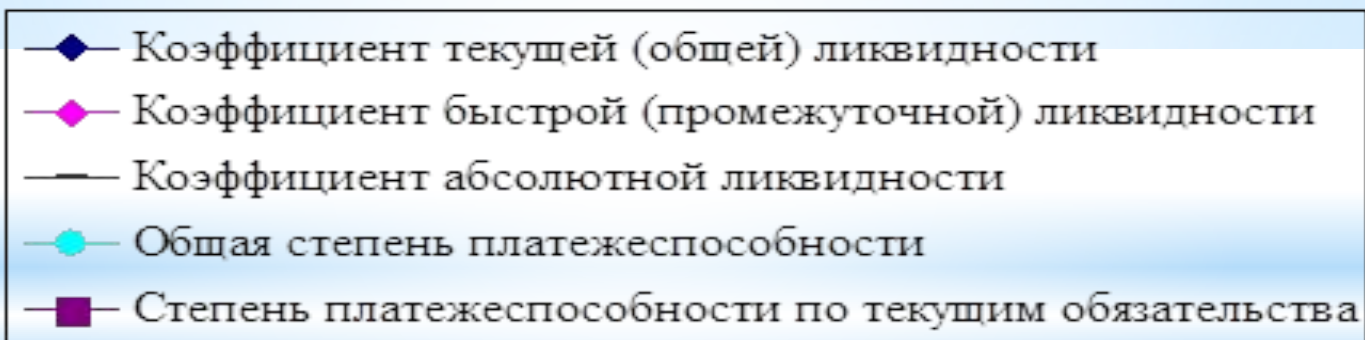 Коэффициент текущей (общей) ликвидности
Коэффициент быстрой (промежуточной) ликвидности
Коэффициент абсолютной ликвидности
Общая степень платежеспособности
Степень платежеспособности по текущим обязательства